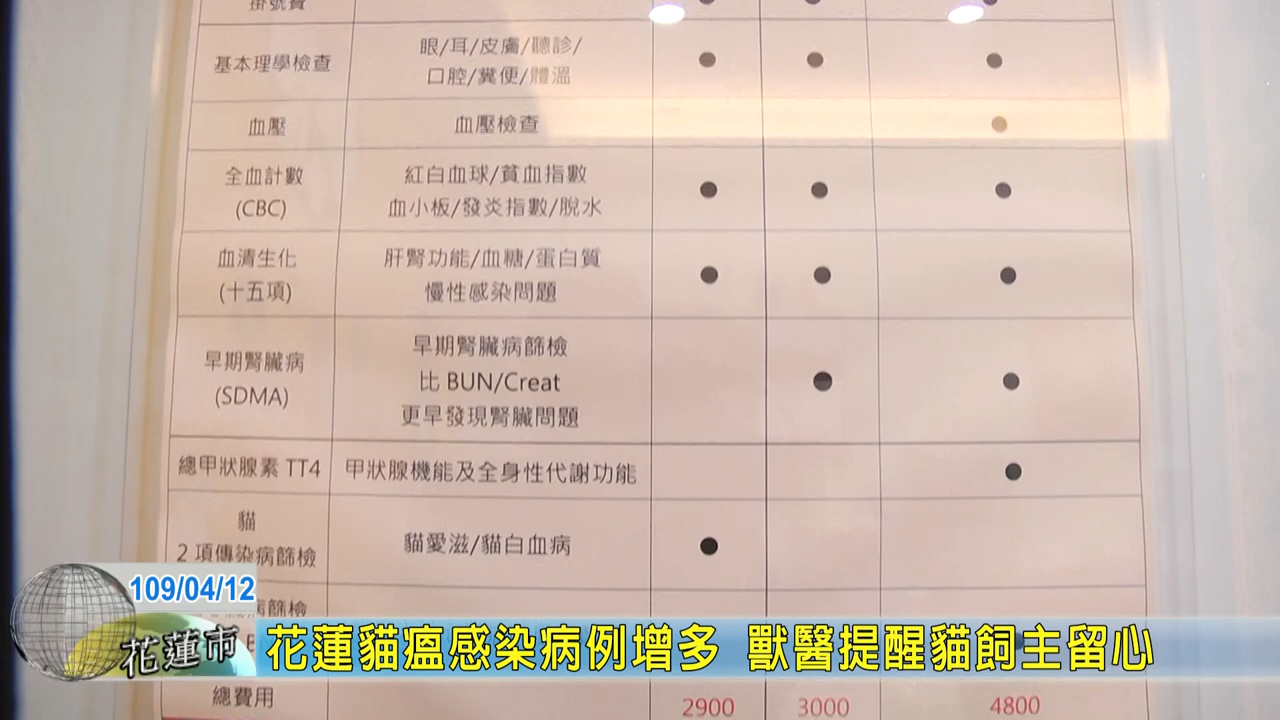 掛號費
基本理學檢查
眼/耳/皮膚/聽診/
口腔/糞便/體溫
血壓
血壓檢查
全血計數
(CBC)
紅白血球/貧血指數
血小板/發炎指數/脫水
血清生化
(十五項)
肝腎功能/血糖/蛋白質
慢性感染問題
早期腎臟病
(SDMA)
早期腎臟病篩檢
比 BUN/Creat
更早發現腎臟問題
總甲狀腺素 TT4
甲狀腺機能及全身性代謝功能
貓
2 項傳染病篩檢
貓愛滋/貓白血病
病篩檢
109/04/12
花蓮市
花蓮貓瘟感染病例增多 獸醫提醒貓飼主留心
總費用
2900
3000
4800